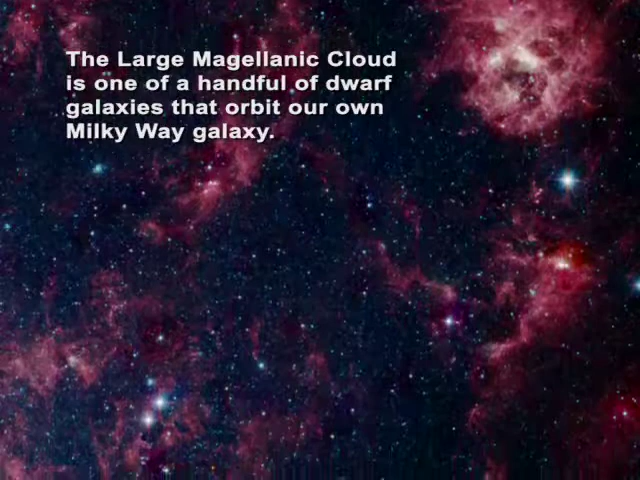 The Large Magellanic Cloud
is one of a handful of dwarf
galaxies that orbit our own
Milky Way galaxy.